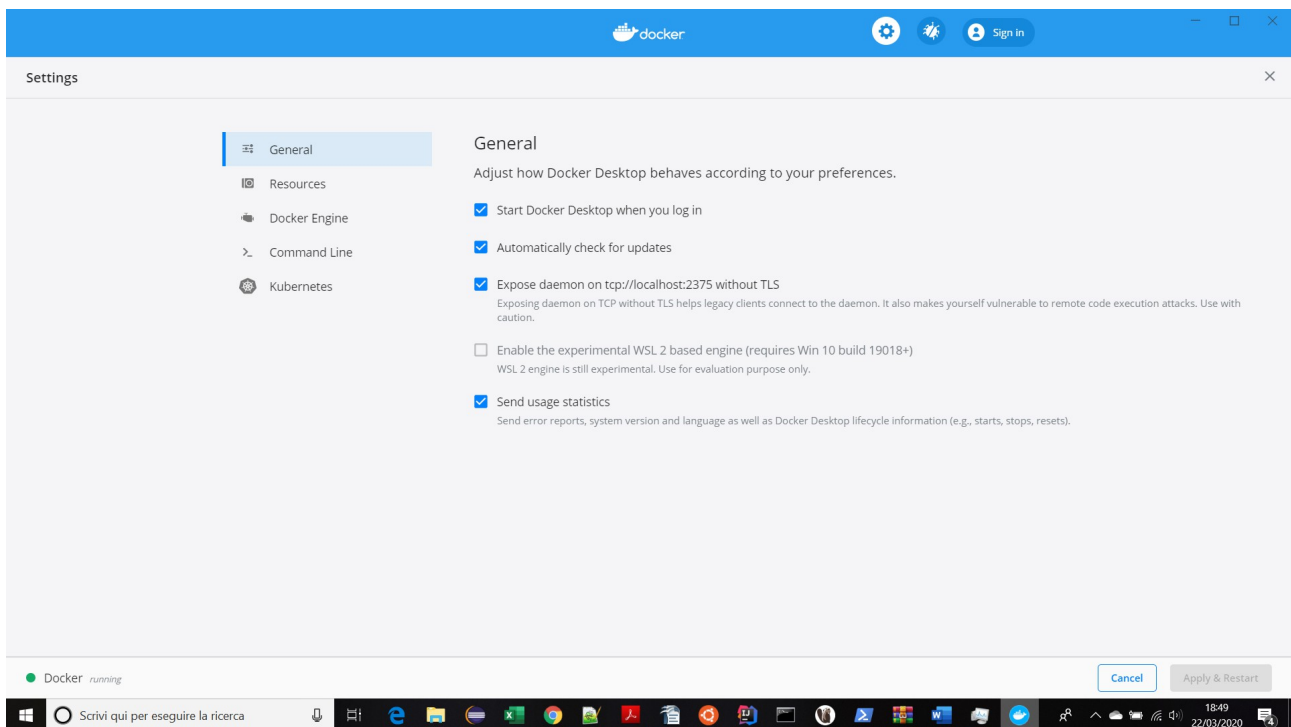 docker
Sign in
Settings
General
Resources
Docker Engine
Command Line
Kubernetes
General
Adjust how Docker Desktop behaves according to your preferences.
Start Docker Desktop when you log in
Automatically check for updates
Expose daemon on tcp://localhost:2375 without TLS
Exposing daemon on TCP without TLS helps legacy clients connect to the daemon. It also makes yourself vulnerable to remote code execution attacks. Use with
caution.
Enable the experimental WSL 2 based engine (requires Win 10 build 19018+)
WSL 2 engine is still experimental. Use for evaluation purpose only.
Send usage statistics
Send error reports, system version and language as well as Docker Desktop lifecycle information (e.g., starts, stops, resets).
Docker running
Cancel
Apply & Restart
Scrivi qui per eseguire la ricerca
18:49
22/03/2020
4